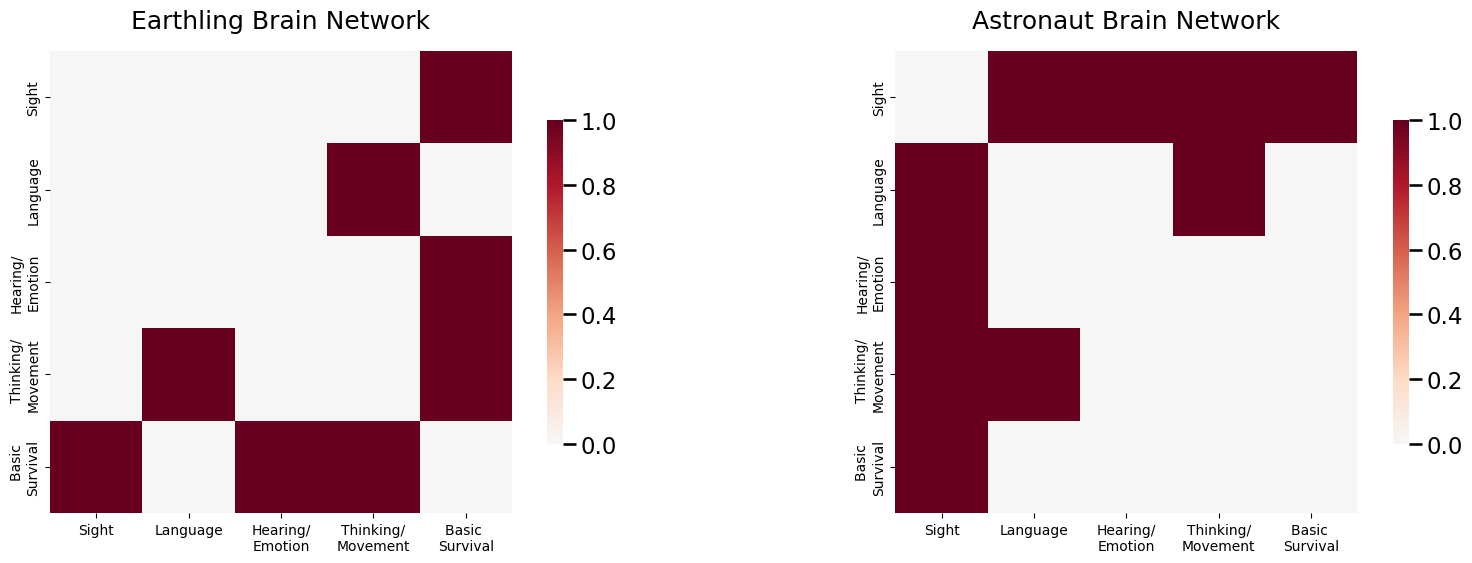 Earthling Brain Network
Sight
Language
Hearing/
Emotion
Thinking/
Movement
Basic
Survival
Sight
Language
Hearing/
Emotion
Thinking/
Movement
Basic
Survival
1.0
0.8
0.6
0.4
0.2
0.0
Astronaut Brain Network
Sight
Language
Hearing/
Emotion
Thinking/
Movement
Basic
Survival
Sight
Language
Hearing/
Emotion
Thinking/
Movement
Basic
Survival
1.0
0.8
0.6
0.4
0.2
0.0